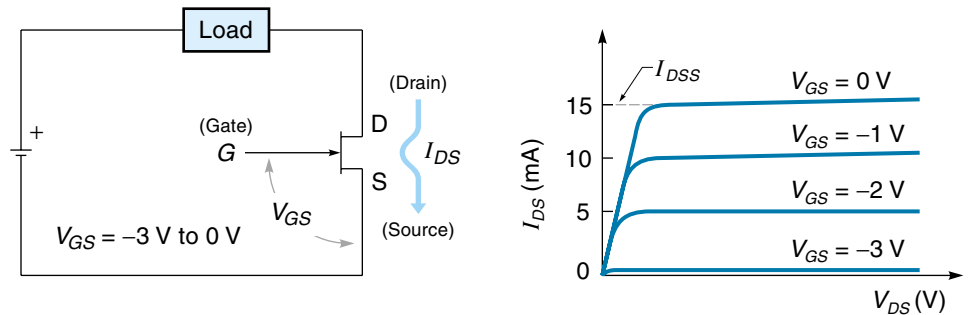 Load
+
(Drain)
(Gate)
D
G
I_DS
S
V_GS
(Source)
V_GS = –3 V to 0 V
I_DSS
V_GS = 0 V
15
V_GS = –1 V
10
V_GS = –2 V
5
V_GS = –3 V
0
I_DS (mA)
V_DS (V)